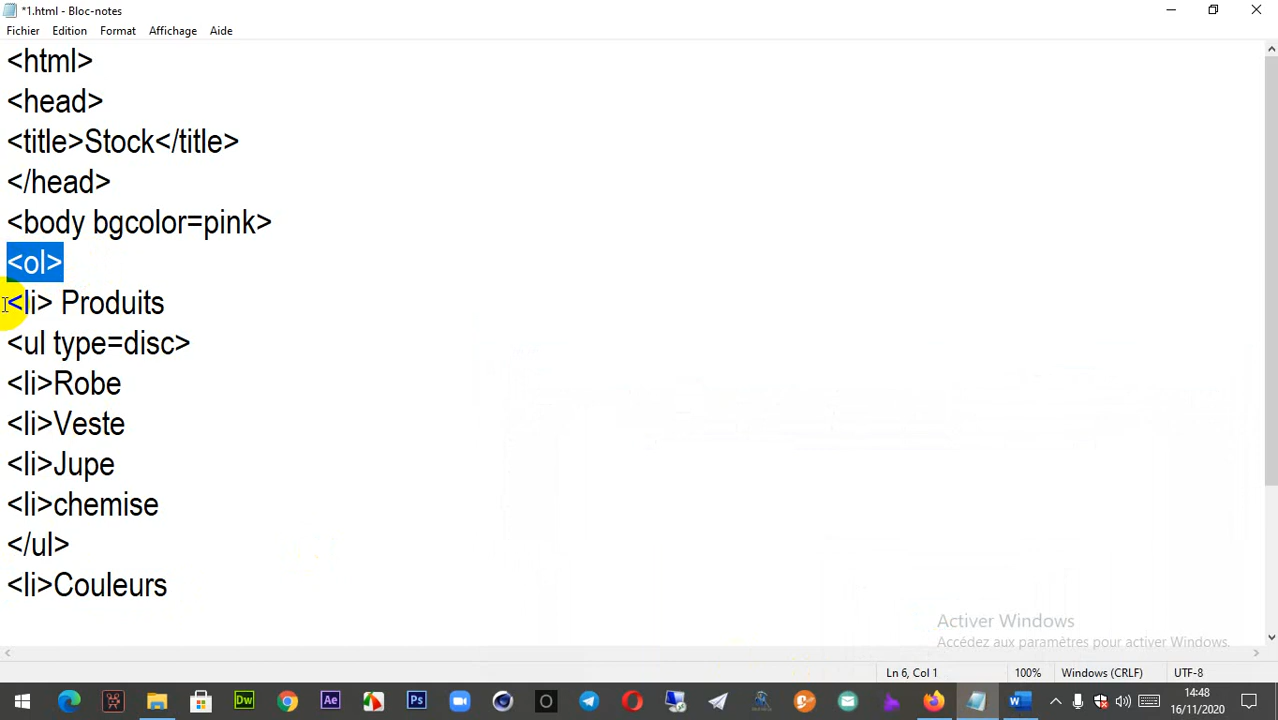 *1.html - Bloc-notes
Fichier Edition Format Affichage Aide
<html>
<head>
<title>Stock</title>
</head>
<body bgcolor=pink>
<ol>
<li> Produits
<ul type=disc>
<li>Robe
<li>Veste
<li>Jupe
<li>chemise
</ul>
<li>Couleurs
Activer Windows
Accédez aux paramètres pour activer Windows.
Ln 6, Col 1 100% Windows (CRLF) UTF-8
Dw Ae Ps
14:48
16/11/2020